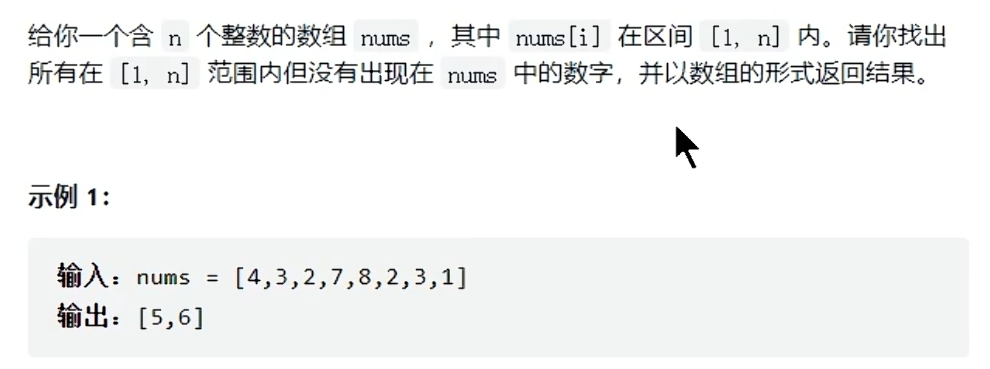 给你一个含 n 个整数的数组 nums ，其中 nums[i] 在区间 [1, n] 内。请你找出
所有在 [1, n] 范围内但没有出现在 nums 中的数字，并以数组的形式返回结果。
示例 1：
输入：nums = [4,3,2,7,8,2,3,1]
输出：[5,6]